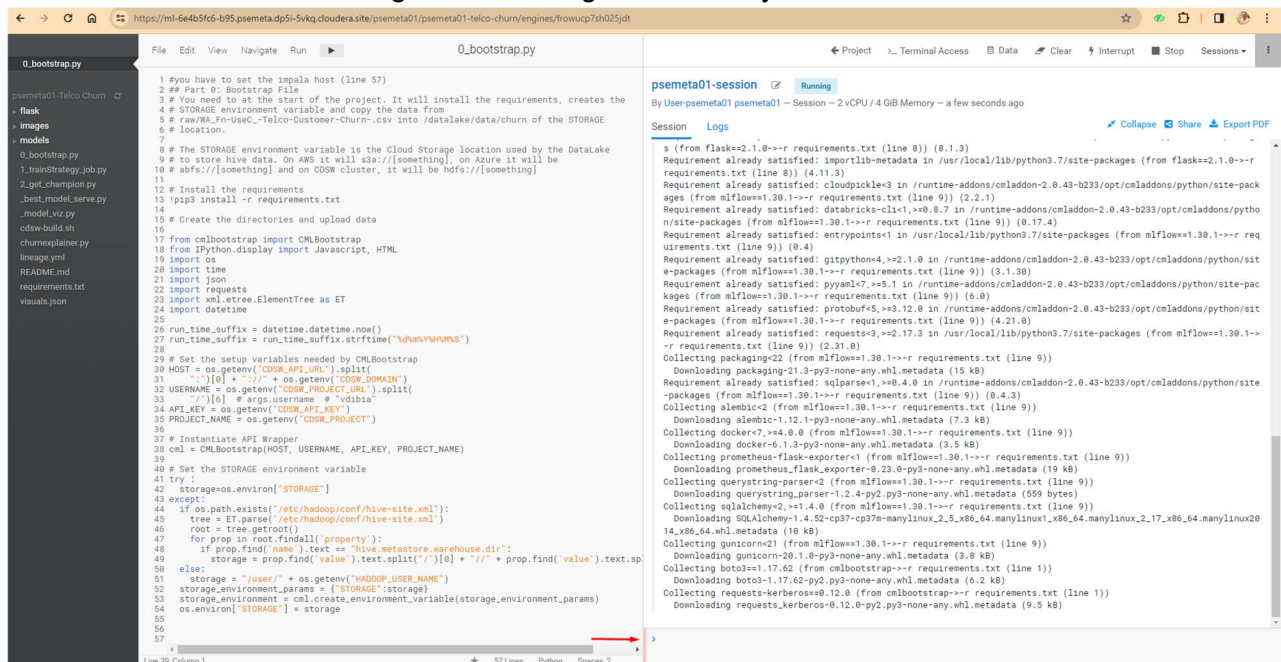 https://ml-6e4b5fc6-b95.psemeta.dp5i-5vkq.cloudera.site/psemeta01/psemeta01-telco-churn/engines/frowucp7sh025jdt
0_bootstrap.py
psemeta01-Telco Churn
flask
images
models
0_bootstrap.py
1_trainStrategy_job.py
2_get_champion.py
_best_model_serve.py
_model_viz.py
cdsw-build.sh
churnexplainer.py
lineage.yml
README.md
requirements.txt
visuals.json
File Edit View Navigate Run
0_bootstrap.py
1 #you have to set the impala host (line 57)
2 ## Part 0: Bootstrap File
3 # You need to at the start of the project. It will install the requirements, creates the
4 # STORAGE environment variable and copy the data from
5 # raw/WA_Fn-UseC_-Telco-Customer-Churn-.csv into /datalake/data/churn of the STORAGE
6 # location.
7
8 # The STORAGE environment variable is the Cloud Storage location used by the DataLake
9 # to store hive data. On AWS it will s3a://[something], on Azure it will be
10 # abfs://[something] and on CDSW cluster, it will be hdfs://[something]
11
12 # Install the requirements
13 !pip3 install -r requirements.txt
14
15 # Create the directories and upload data
16
17 from cmlbootstrap import CMLBootstrap
18 from IPython.display import Javascript, HTML
19 import os
20 import time
21 import json
22 import requests
23 import xml.etree.ElementTree as ET
24 import datetime
25
26 run_time_suffix = datetime.datetime.now()
27 run_time_suffix = run_time_suffix.strftime("%d%m%Y%H%M%S")
28
29 # Set the setup variables needed by CMLBootstrap
30 HOST = os.getenv("CDSW_API_URL").split(
31 ":")[0] + "://" + os.getenv("CDSW_DOMAIN")
32 USERNAME = os.getenv("CDSW_PROJECT_URL").split(
33 "/")[6] # args.username # "vdibia"
34 API_KEY = os.getenv("CDSW_API_KEY")
35 PROJECT_NAME = os.getenv("CDSW_PROJECT")
36
37 # Instantiate API Wrapper
38 cml = CMLBootstrap(HOST, USERNAME, API_KEY, PROJECT_NAME)
39
40 # Set the STORAGE environment variable
41 try :
42 storage=os.environ["STORAGE"]
43 except:
44 if os.path.exists("/etc/hadoop/conf/hive-site.xml"):
45 tree = ET.parse('/etc/hadoop/conf/hive-site.xml')
46 root = tree.getroot()
47 for prop in root.findall('property'):
48 if prop.find('name').text == "hive.metastore.warehouse.dir":
49 storage = prop.find('value').text.split("/")[0] + "//" + prop.find('value').text.sp
50 else:
51 storage = "/user/" + os.getenv("HADOOP_USER_NAME")
52 storage_environment_params = {"STORAGE":storage}
53 storage_environment = cml.create_environment_variable(storage_environment_params)
54 os.environ["STORAGE"] = storage
55
56
57
Line 39, Column 1 57 Lines Python Spaces 2
Project Terminal Access Data Clear Interrupt Stop Sessions
psemeta01-session Running
By User-psemeta01 psemeta01 — Session — 2 vCPU / 4 GiB Memory — a few seconds ago
Session Logs Collapse Share Export PDF
s (from flask==2.1.0->-r requirements.txt (line 8)) (8.1.3)
Requirement already satisfied: importlib-metadata in /usr/local/lib/python3.7/site-packages (from flask==2.1.0->-r
requirements.txt (line 8)) (4.11.3)
Requirement already satisfied: cloudpickle<3 in /runtime-addons/cmladdon-2.0.43-b233/opt/cmladdons/python/site-pack
ages (from mlflow==1.30.1->-r requirements.txt (line 9)) (2.2.1)
Requirement already satisfied: databricks-cli<1,>=0.8.7 in /runtime-addons/cmladdon-2.0.43-b233/opt/cmladdons/pytho
n/site-packages (from mlflow==1.30.1->-r requirements.txt (line 9)) (0.17.4)
Requirement already satisfied: entrypoints<1 in /usr/local/lib/python3.7/site-packages (from mlflow==1.30.1->-r req
uirements.txt (line 9)) (0.4)
Requirement already satisfied: gitpython<4,>=2.1.0 in /runtime-addons/cmladdon-2.0.43-b233/opt/cmladdons/python/sit
e-packages (from mlflow==1.30.1->-r requirements.txt (line 9)) (3.1.30)
Requirement already satisfied: pyyaml<7,>=5.1 in /runtime-addons/cmladdon-2.0.43-b233/opt/cmladdons/python/site-pac
kages (from mlflow==1.30.1->-r requirements.txt (line 9)) (6.0)
Requirement already satisfied: protobuf<5,>=3.12.0 in /runtime-addons/cmladdon-2.0.43-b233/opt/cmladdons/python/sit
e-packages (from mlflow==1.30.1->-r requirements.txt (line 9)) (4.21.0)
Requirement already satisfied: requests<3,>=2.17.3 in /usr/local/lib/python3.7/site-packages (from mlflow==1.30.1->
-r requirements.txt (line 9)) (2.31.0)
Collecting packaging<22 (from mlflow==1.30.1->-r requirements.txt (line 9))
Downloading packaging-21.3-py3-none-any.whl.metadata (15 kB)
Requirement already satisfied: sqlparse<1,>=0.4.0 in /runtime-addons/cmladdon-2.0.43-b233/opt/cmladdons/python/site
-packages (from mlflow==1.30.1->-r requirements.txt (line 9)) (0.4.3)
Collecting alembic<2 (from mlflow==1.30.1->-r requirements.txt (line 9))
Downloading alembic-1.12.1-py3-none-any.whl.metadata (7.3 kB)
Collecting docker<7,>=4.0.0 (from mlflow==1.30.1->-r requirements.txt (line 9))
Downloading docker-6.1.3-py3-none-any.whl.metadata (3.5 kB)
Collecting prometheus-flask-exporter<1 (from mlflow==1.30.1->-r requirements.txt (line 9))
Downloading prometheus_flask_exporter-0.23.0-py3-none-any.whl.metadata (19 kB)
Collecting querystring-parser<2 (from mlflow==1.30.1->-r requirements.txt (line 9))
Downloading querystring_parser-1.2.4-py2.py3-none-any.whl.metadata (559 bytes)
Collecting sqlalchemy<2,>=1.4.0 (from mlflow==1.30.1->-r requirements.txt (line 9))
Downloading SQLAlchemy-1.4.52-cp37-cp37m-manylinux_2_5_x86_64.manylinux1_x86_64.manylinux_2_17_x86_64.manylinux20
14_x86_64.whl.metadata (10 kB)
Collecting gunicorn<21 (from mlflow==1.30.1->-r requirements.txt (line 9))
Downloading gunicorn-20.1.0-py3-none-any.whl.metadata (3.8 kB)
Collecting boto3==1.17.62 (from cmlbootstrap->-r requirements.txt (line 1))
Downloading boto3-1.17.62-py2.py3-none-any.whl.metadata (6.2 kB)
Collecting requests-kerberos==0.12.0 (from cmlbootstrap->-r requirements.txt (line 1))
Downloading requests_kerberos-0.12.0-py2.py3-none-any.whl.metadata (9.5 kB)